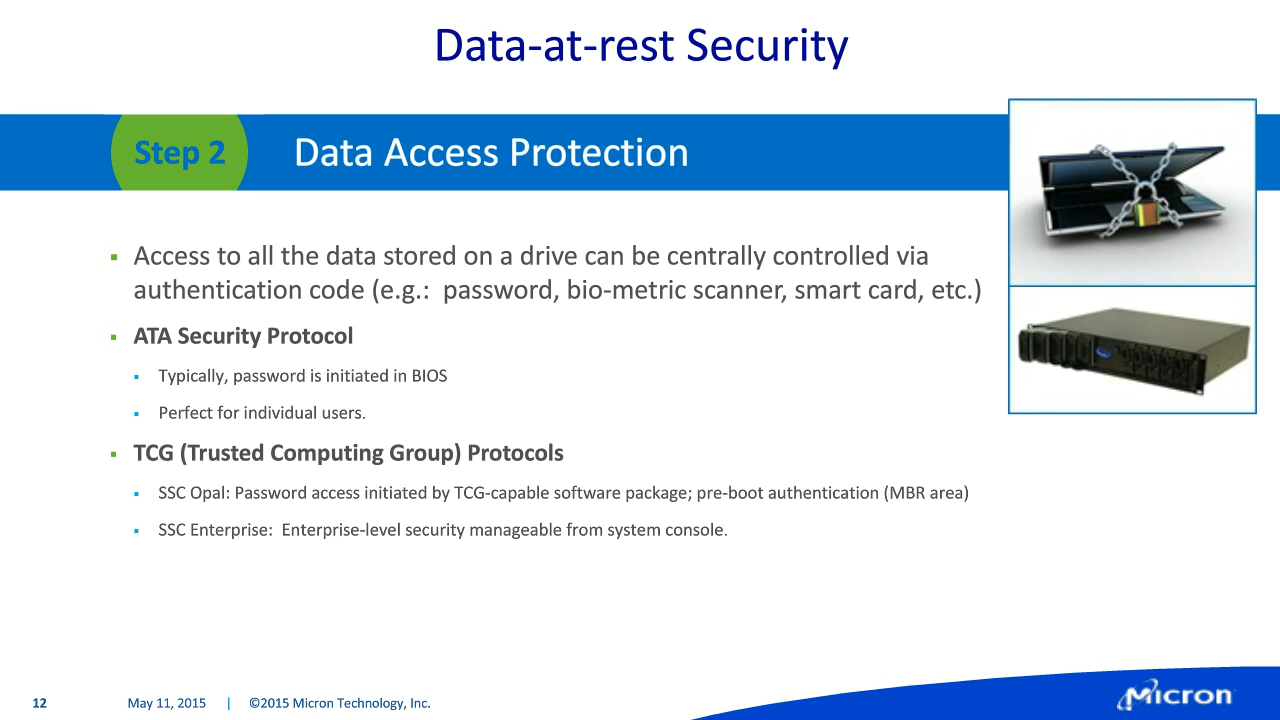 Data-at-rest Security
Step 2
Data Access Protection
Access to all the data stored on a drive can be centrally controlled via
authentication code (e.g.: password, bio-metric scanner, smart card, etc.)
ATA Security Protocol
Typically, password is initiated in BIOS
Perfect for individual users.
TCG (Trusted Computing Group) Protocols
SSC Opal: Password access initiated by TCG-capable software package; pre-boot authentication (MBR area)
SSC Enterprise: Enterprise-level security manageable from system console.
12
May 11, 2015 | ©2015 Micron Technology, Inc.
Micron